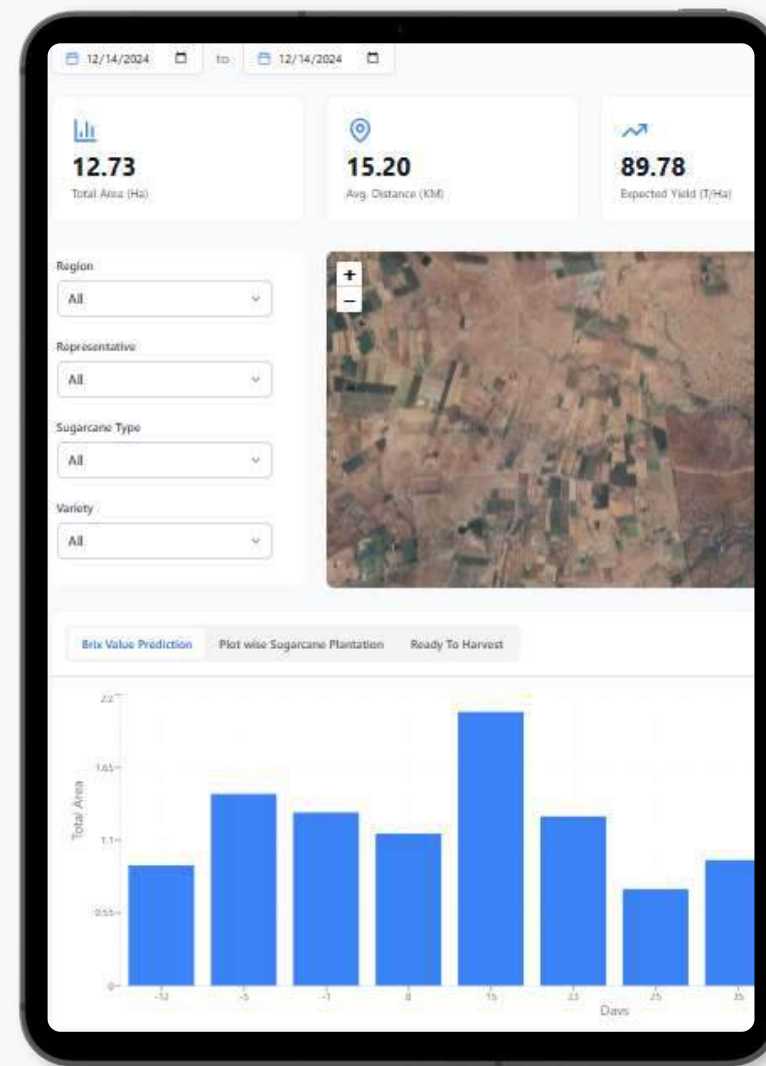 12/14/2024 to 12/14/2024
12.73
Total Area (Ha)
15.20
Avg. Distance (KM)
89.78
Expected Yield (T/Ha)
Region
All
Representative
All
Sugarcane Type
All
Variety
All
+
−
Brix Value Prediction Plot wise Sugarcane Plantation Ready To Harvest
2.2
1.65
1.1
0.55
0
Total Area
-12 -5 -1 8 15 23 25 35
Days